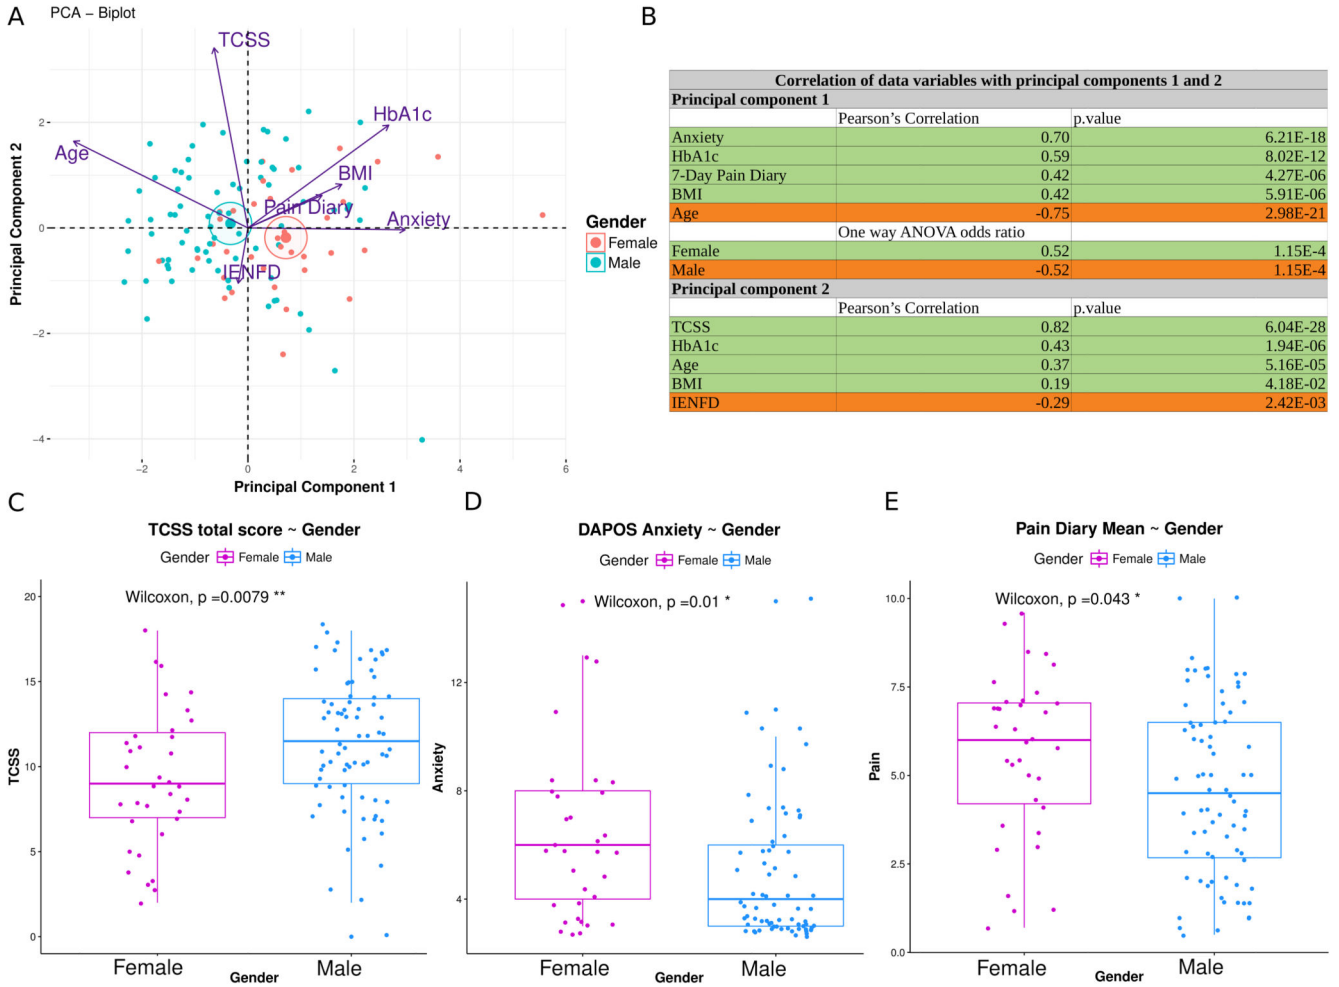 A
PCA – Biplot
TCSS
HbA1c
Age
BMI
Pain Diary
Anxiety
IENFD
Principal Component 2
2
0
−2
−4
−2
0
2
4
6
Principal Component 1
Gender
Female
Male
B
Correlation of data variables with principal components 1 and 2
Principal component 1
Pearson's Correlation p.value
Anxiety 0.70 6.21E-18
HbA1c 0.59 8.02E-12
7-Day Pain Diary 0.42 4.27E-06
BMI 0.42 5.91E-06
Age -0.75 2.98E-21
One way ANOVA odds ratio
Female 0.52 1.15E-4
Male -0.52 1.15E-4
Principal component 2
Pearson's Correlation p.value
TCSS 0.82 6.04E-28
HbA1c 0.43 1.94E-06
Age 0.37 5.16E-05
BMI 0.19 4.18E-02
IENFD -0.29 2.42E-03
C
TCSS total score ~ Gender
Gender Female Male
Wilcoxon, p =0.0079 **
TCSS
20
15
10
5
0
Female Male
Gender
D
DAPOS Anxiety ~ Gender
Gender Female Male
Wilcoxon, p =0.01 *
Anxiety
12
8
4
Female Male
Gender
E
Pain Diary Mean ~ Gender
Gender Female Male
Wilcoxon, p =0.043 *
Pain
10.0
7.5
5.0
2.5
0.0
Female Male
Gender